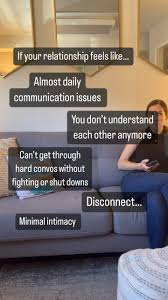 If your relationship feels like...
Almost daily
communication issues
You don't understand
each other anymore
Can't get through
hard convos without
fighting or shut downs
Disconnect...
Minimal intimacy